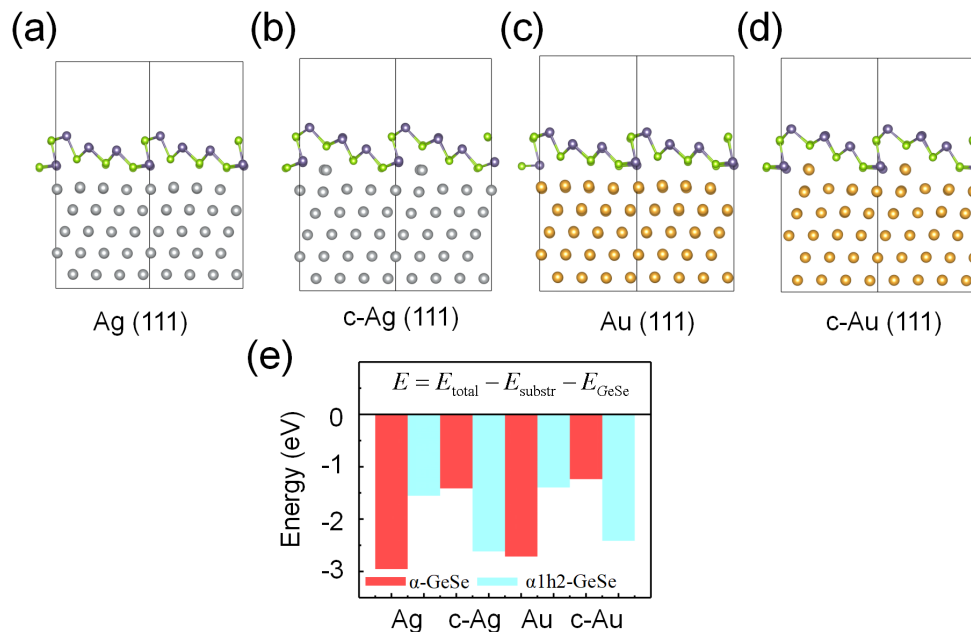 (a)
(b)
(c)
(d)
Ag (111)
c-Ag (111)
Au (111)
c-Au (111)
(e)
E = E_total − E_substr − E_GeSe
Energy (eV)
0
-1
-2
-3
α-GeSe
α1h2-GeSe
Ag
c-Ag
Au
c-Au